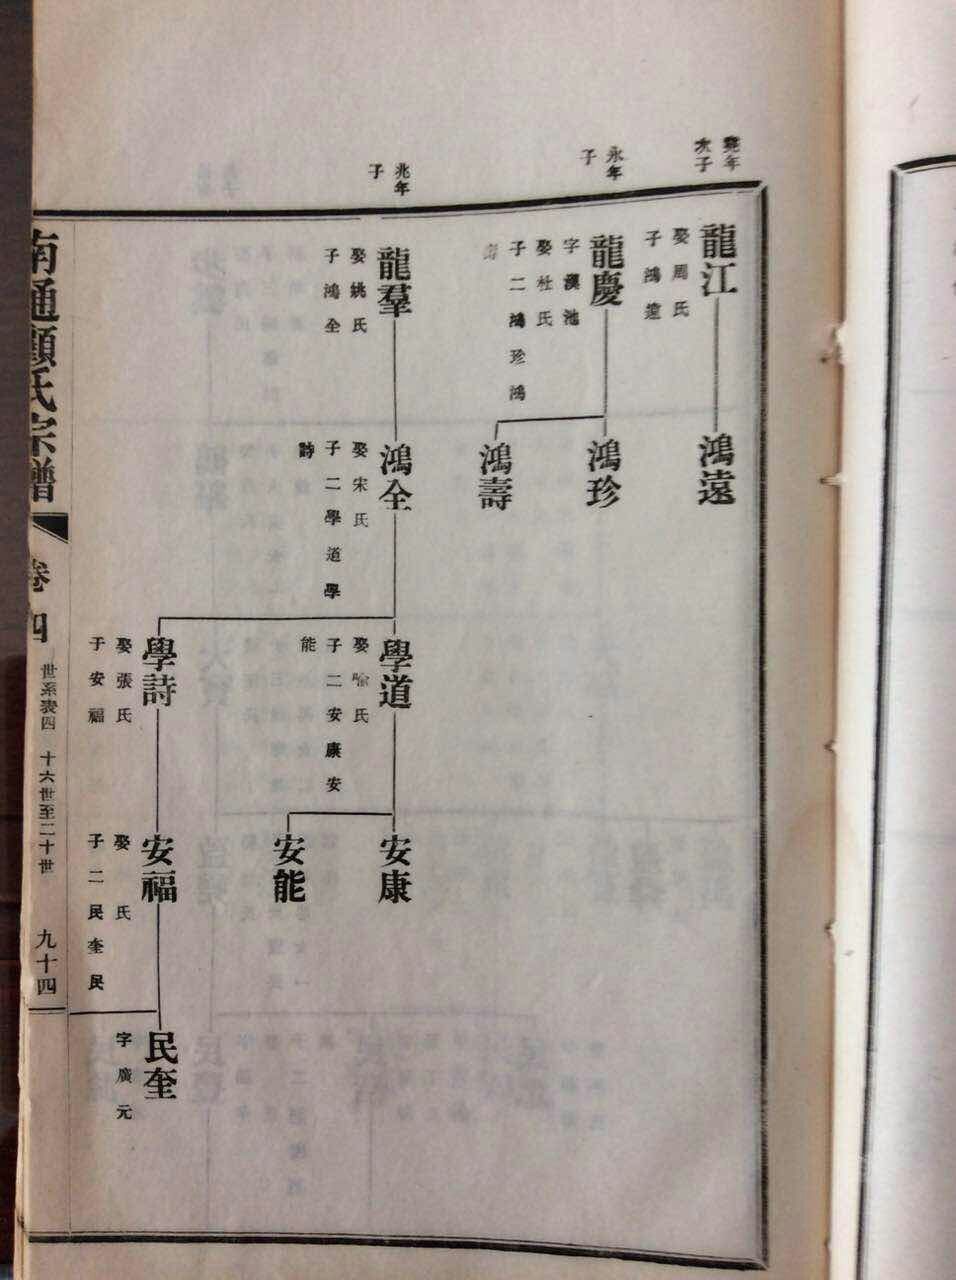 堯年
次子
龍江
娶周氏
子鴻遠
永年
子
龍慶
字漢池
娶杜氏
子二鴻珍鴻
壽
兆年
子
龍羣
娶姚氏
子鴻全
鴻遠
鴻珍
鴻壽
鴻全
娶宋氏
子二學道學
詩
學道
娶喻氏
子二安康安
能
學詩
娶張氏
子安福
安康
安能
安福
娶 氏
子二民奎民
民奎
字廣元
南通顧氏宗譜
卷四
世系表四 十六世至二十世
九十四